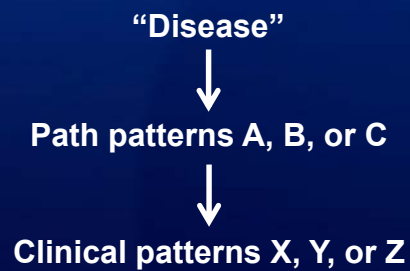 “Disease”
Path patterns A, B, or C
Clinical patterns X, Y, or Z